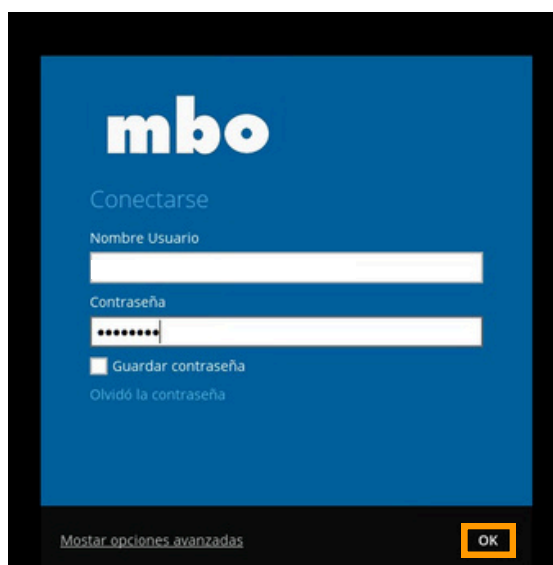 mbo
Conectarse
Nombre Usuario
Contraseña
••••••••
Guardar contraseña
Olvidó la contraseña
Mostar opciones avanzadas
OK